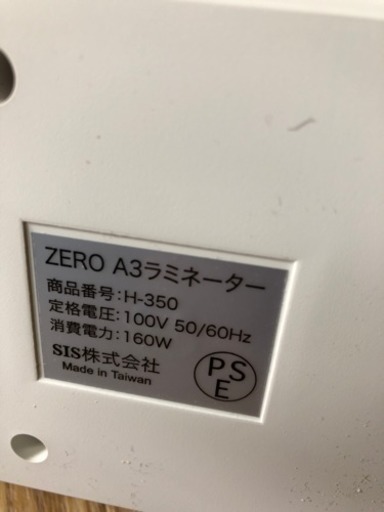 ZERO A3ラミネーター
商品番号:H-350
定格電圧:100V 50/60Hz
消費電力:160W
SIS株式会社
Made in Taiwan
PS
E